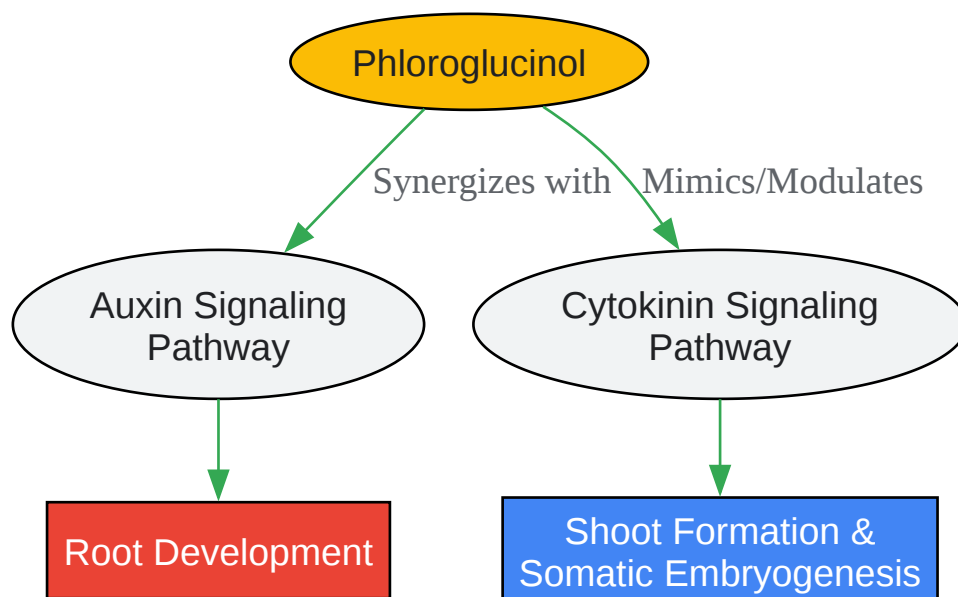 Phloroglucinol
Synergizes with
Mimics/Modulates
Auxin Signaling
Pathway
Cytokinin Signaling
Pathway
Root Development
Shoot Formation &
Somatic Embryogenesis